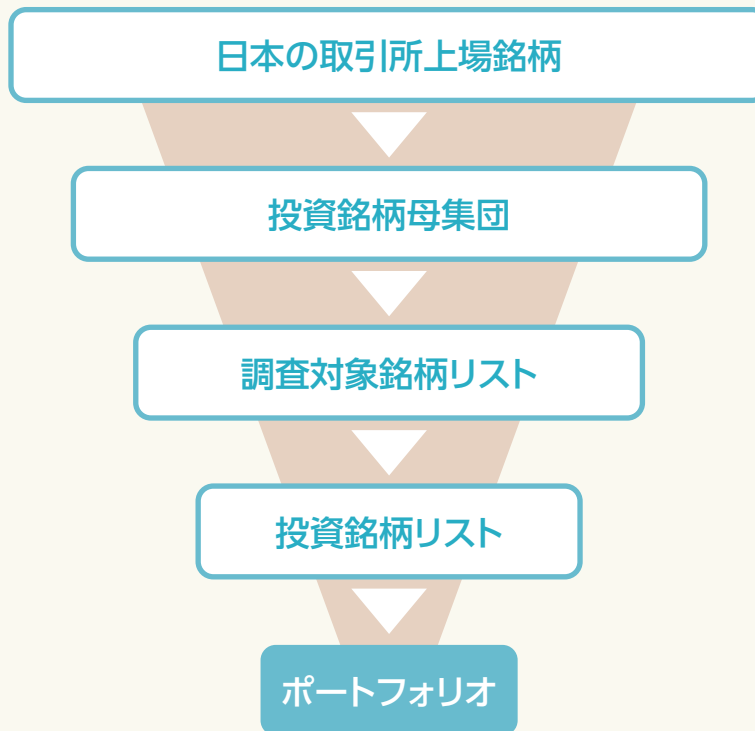 日本の取引所上場銘柄
投資銘柄母集団
調査対象銘柄リスト
投資銘柄リスト
ポートフォリオ